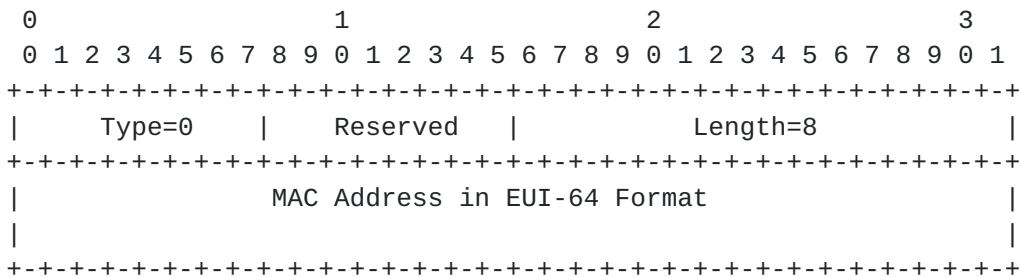 0                   1                   2                   3
 0 1 2 3 4 5 6 7 8 9 0 1 2 3 4 5 6 7 8 9 0 1 2 3 4 5 6 7 8 9 0 1
+-+-+-+-+-+-+-+-+-+-+-+-+-+-+-+-+-+-+-+-+-+-+-+-+-+-+-+-+-+-+-+-+
|     Type=0    |    Reserved   |           Length=8            |
+-+-+-+-+-+-+-+-+-+-+-+-+-+-+-+-+-+-+-+-+-+-+-+-+-+-+-+-+-+-+-+-+
|                MAC Address in EUI-64 Format                   |
|                                                               |
+-+-+-+-+-+-+-+-+-+-+-+-+-+-+-+-+-+-+-+-+-+-+-+-+-+-+-+-+-+-+-+-+